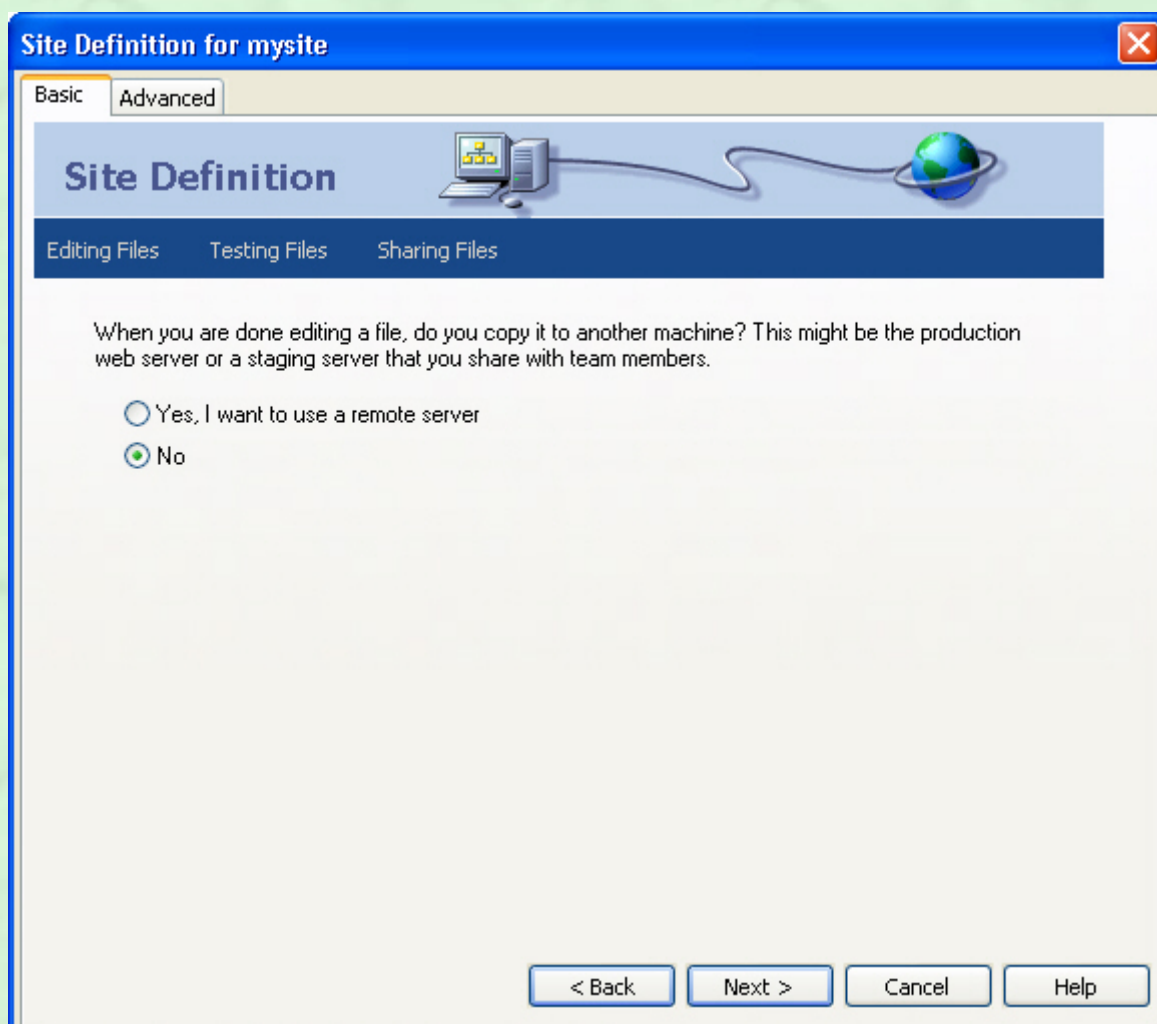 Site Definition for mysite
Basic Advanced
Site Definition
Editing Files Testing Files Sharing Files
When you are done editing a file, do you copy it to another machine? This might be the production
web server or a staging server that you share with team members.
Yes, I want to use a remote server
No
< Back Next > Cancel Help